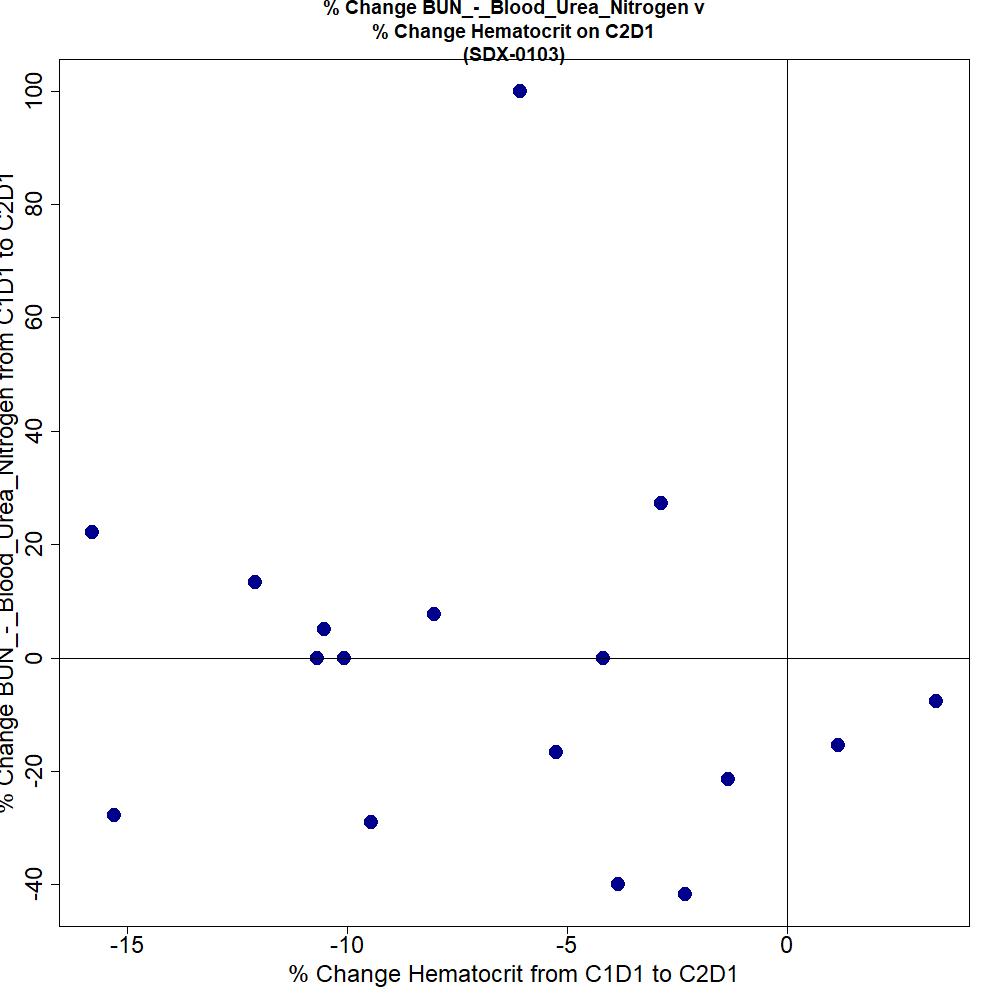 % Change BUN_-_Blood_Urea_Nitrogen v
% Change Hematocrit on C2D1
(SDX-0103)
% Change BUN_-_Blood_Urea_Nitrogen from C1D1 to C2D1
100
80
60
40
20
0
-20
-40
-15
-10
-5
0
% Change Hematocrit from C1D1 to C2D1